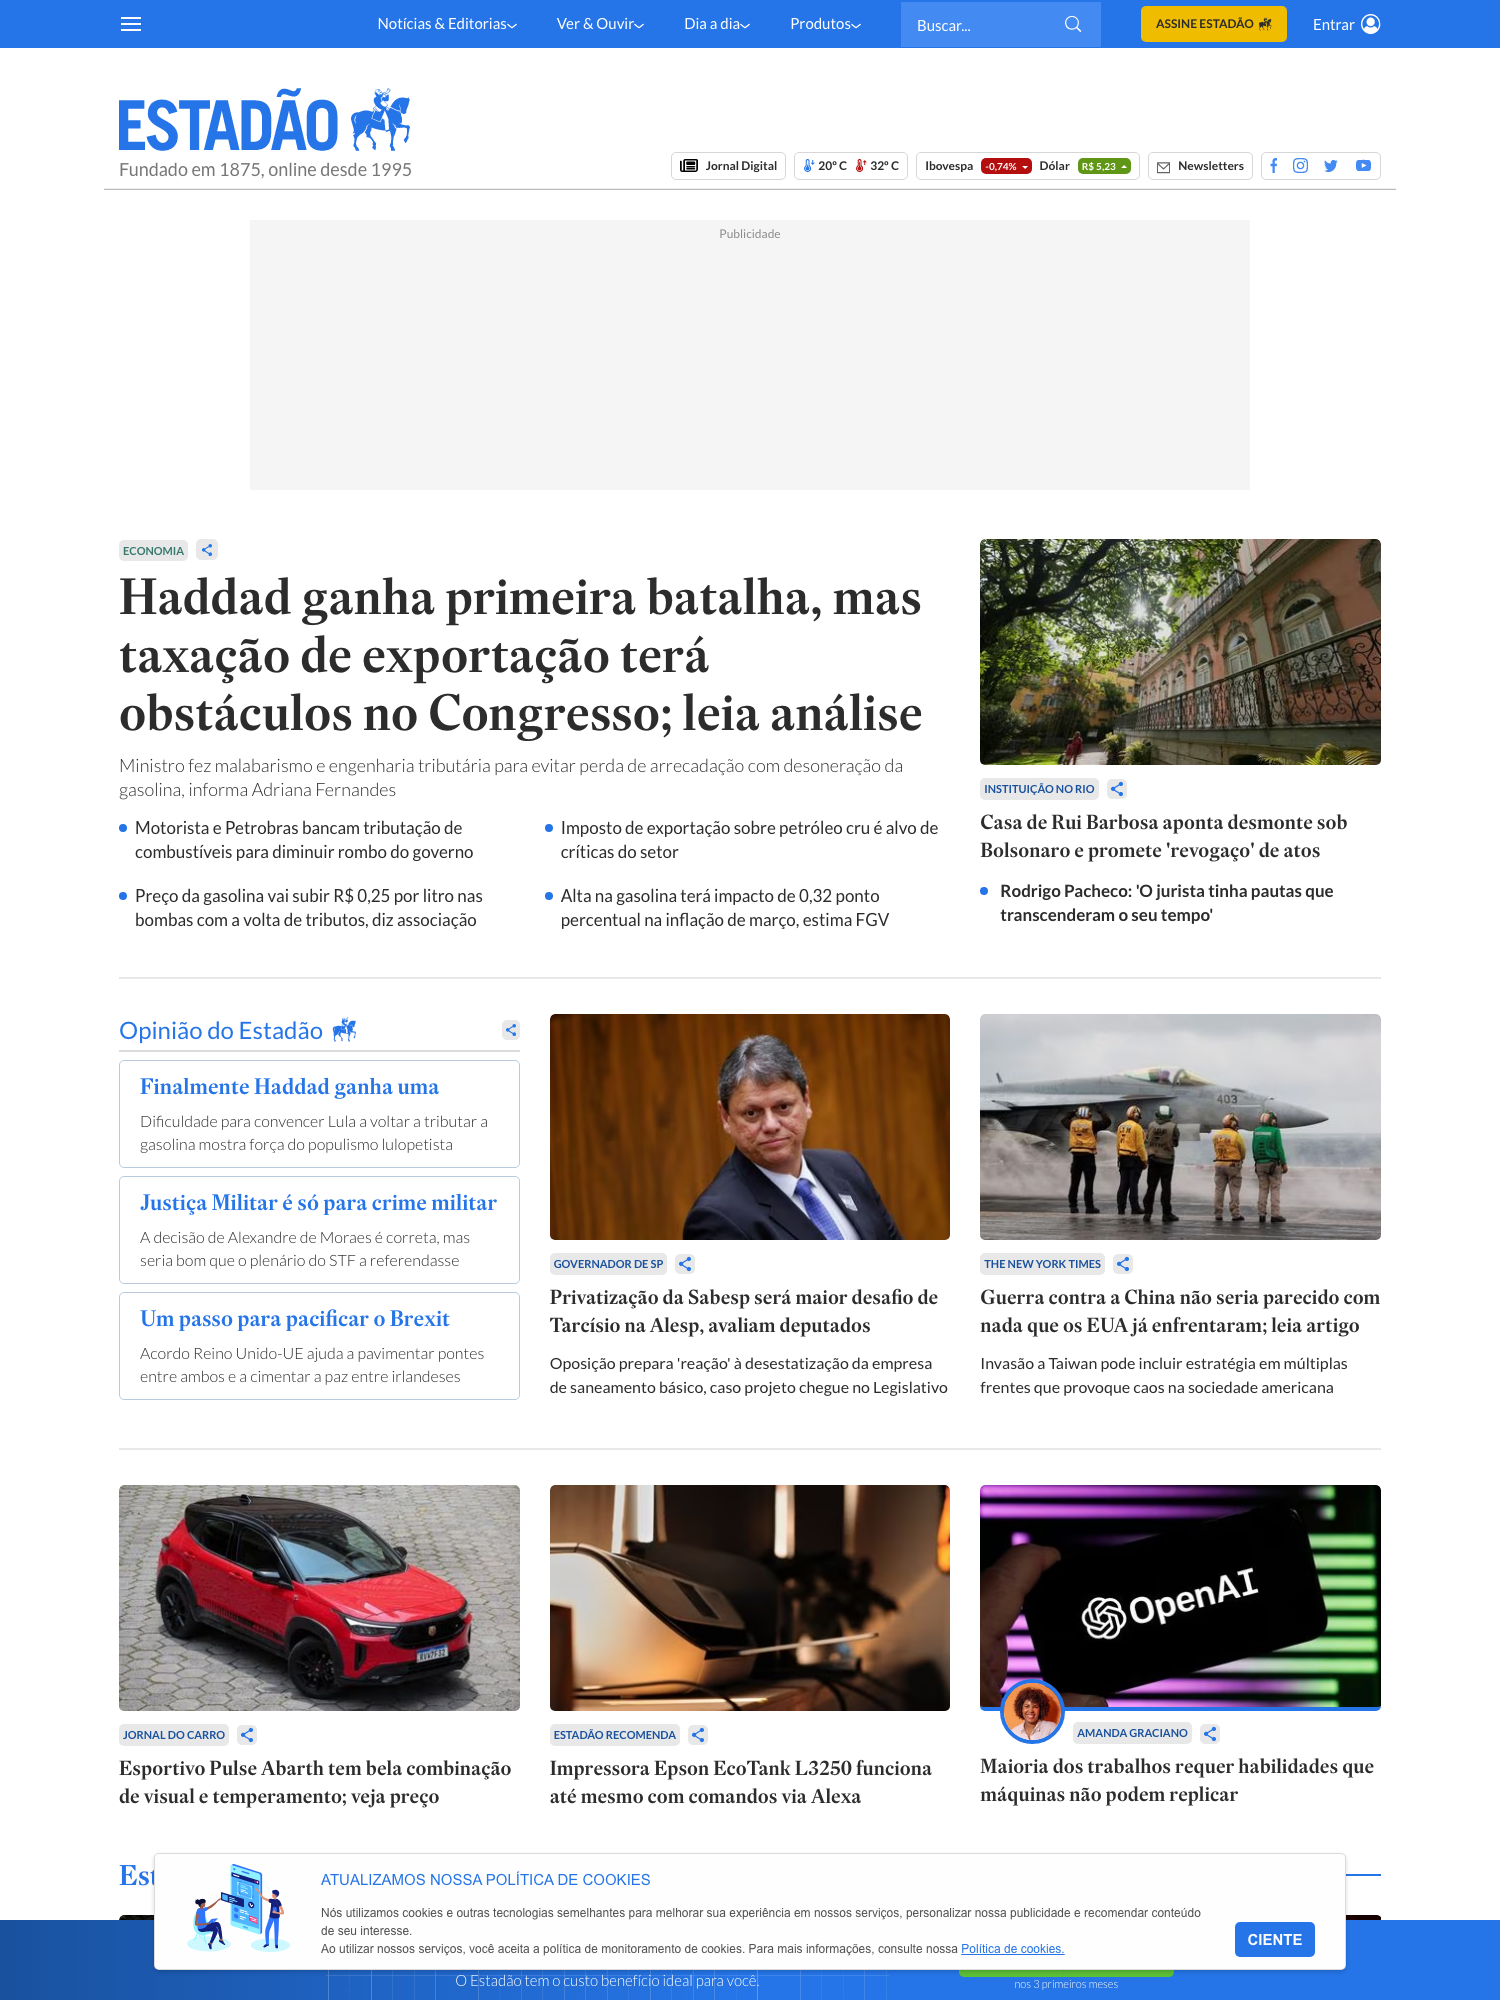 Notícias & Editorias
Ver & Ouvir
Dia a dia
Produtos
Buscar...
ASSINE ESTADÃO
Entrar
ESTADÃO
Fundado em 1875, online desde 1995
Jornal Digital
20º C
32º C
Ibovespa
-0,74%
Dólar
R$ 5,23
Newsletters
Publicidade
ECONOMIA
Haddad ganha primeira batalha, mas
taxação de exportação terá
obstáculos no Congresso; leia análise
Ministro fez malabarismo e engenharia tributária para evitar perda de arrecadação com desoneração da
gasolina, informa Adriana Fernandes
Motorista e Petrobras bancam tributação de
combustíveis para diminuir rombo do governo
Imposto de exportação sobre petróleo cru é alvo de
críticas do setor
Preço da gasolina vai subir R$ 0,25 por litro nas
bombas com a volta de tributos, diz associação
Alta na gasolina terá impacto de 0,32 ponto
percentual na inflação de março, estima FGV
INSTITUIÇÃO NO RIO
Casa de Rui Barbosa aponta desmonte sob
Bolsonaro e promete 'revogaço' de atos
Rodrigo Pacheco: 'O jurista tinha pautas que
transcenderam o seu tempo'
Opinião do Estadão
Finalmente Haddad ganha uma
Dificuldade para convencer Lula a voltar a tributar a
gasolina mostra força do populismo lulopetista
Justiça Militar é só para crime militar
A decisão de Alexandre de Moraes é correta, mas
seria bom que o plenário do STF a referendasse
Um passo para pacificar o Brexit
Acordo Reino Unido-UE ajuda a pavimentar pontes
entre ambos e a cimentar a paz entre irlandeses
GOVERNADOR DE SP
Privatização da Sabesp será maior desafio de
Tarcísio na Alesp, avaliam deputados
Oposição prepara 'reação' à desestatização da empresa
de saneamento básico, caso projeto chegue no Legislativo
403
THE NEW YORK TIMES
Guerra contra a China não seria parecido com
nada que os EUA já enfrentaram; leia artigo
Invasão a Taiwan pode incluir estratégia em múltiplas
frentes que provoque caos na sociedade americana
JORNAL DO CARRO
Esportivo Pulse Abarth tem bela combinação
de visual e temperamento; veja preço
ESTADÃO RECOMENDA
Impressora Epson EcoTank L3250 funciona
até mesmo com comandos via Alexa
OpenAI
AMANDA GRACIANO
Maioria dos trabalhos requer habilidades que
máquinas não podem replicar
Est
ATUALIZAMOS NOSSA POLÍTICA DE COOKIES
Nós utilizamos cookies e outras tecnologias semelhantes para melhorar sua experiência em nossos serviços, personalizar nossa publicidade e recomendar conteúdo
de seu interesse.
Ao utilizar nossos serviços, você aceita a política de monitoramento de cookies. Para mais informações, consulte nossa Política de cookies.
CIENTE
O Estadão tem o custo benefício ideal para você.
nos 3 primeiros meses